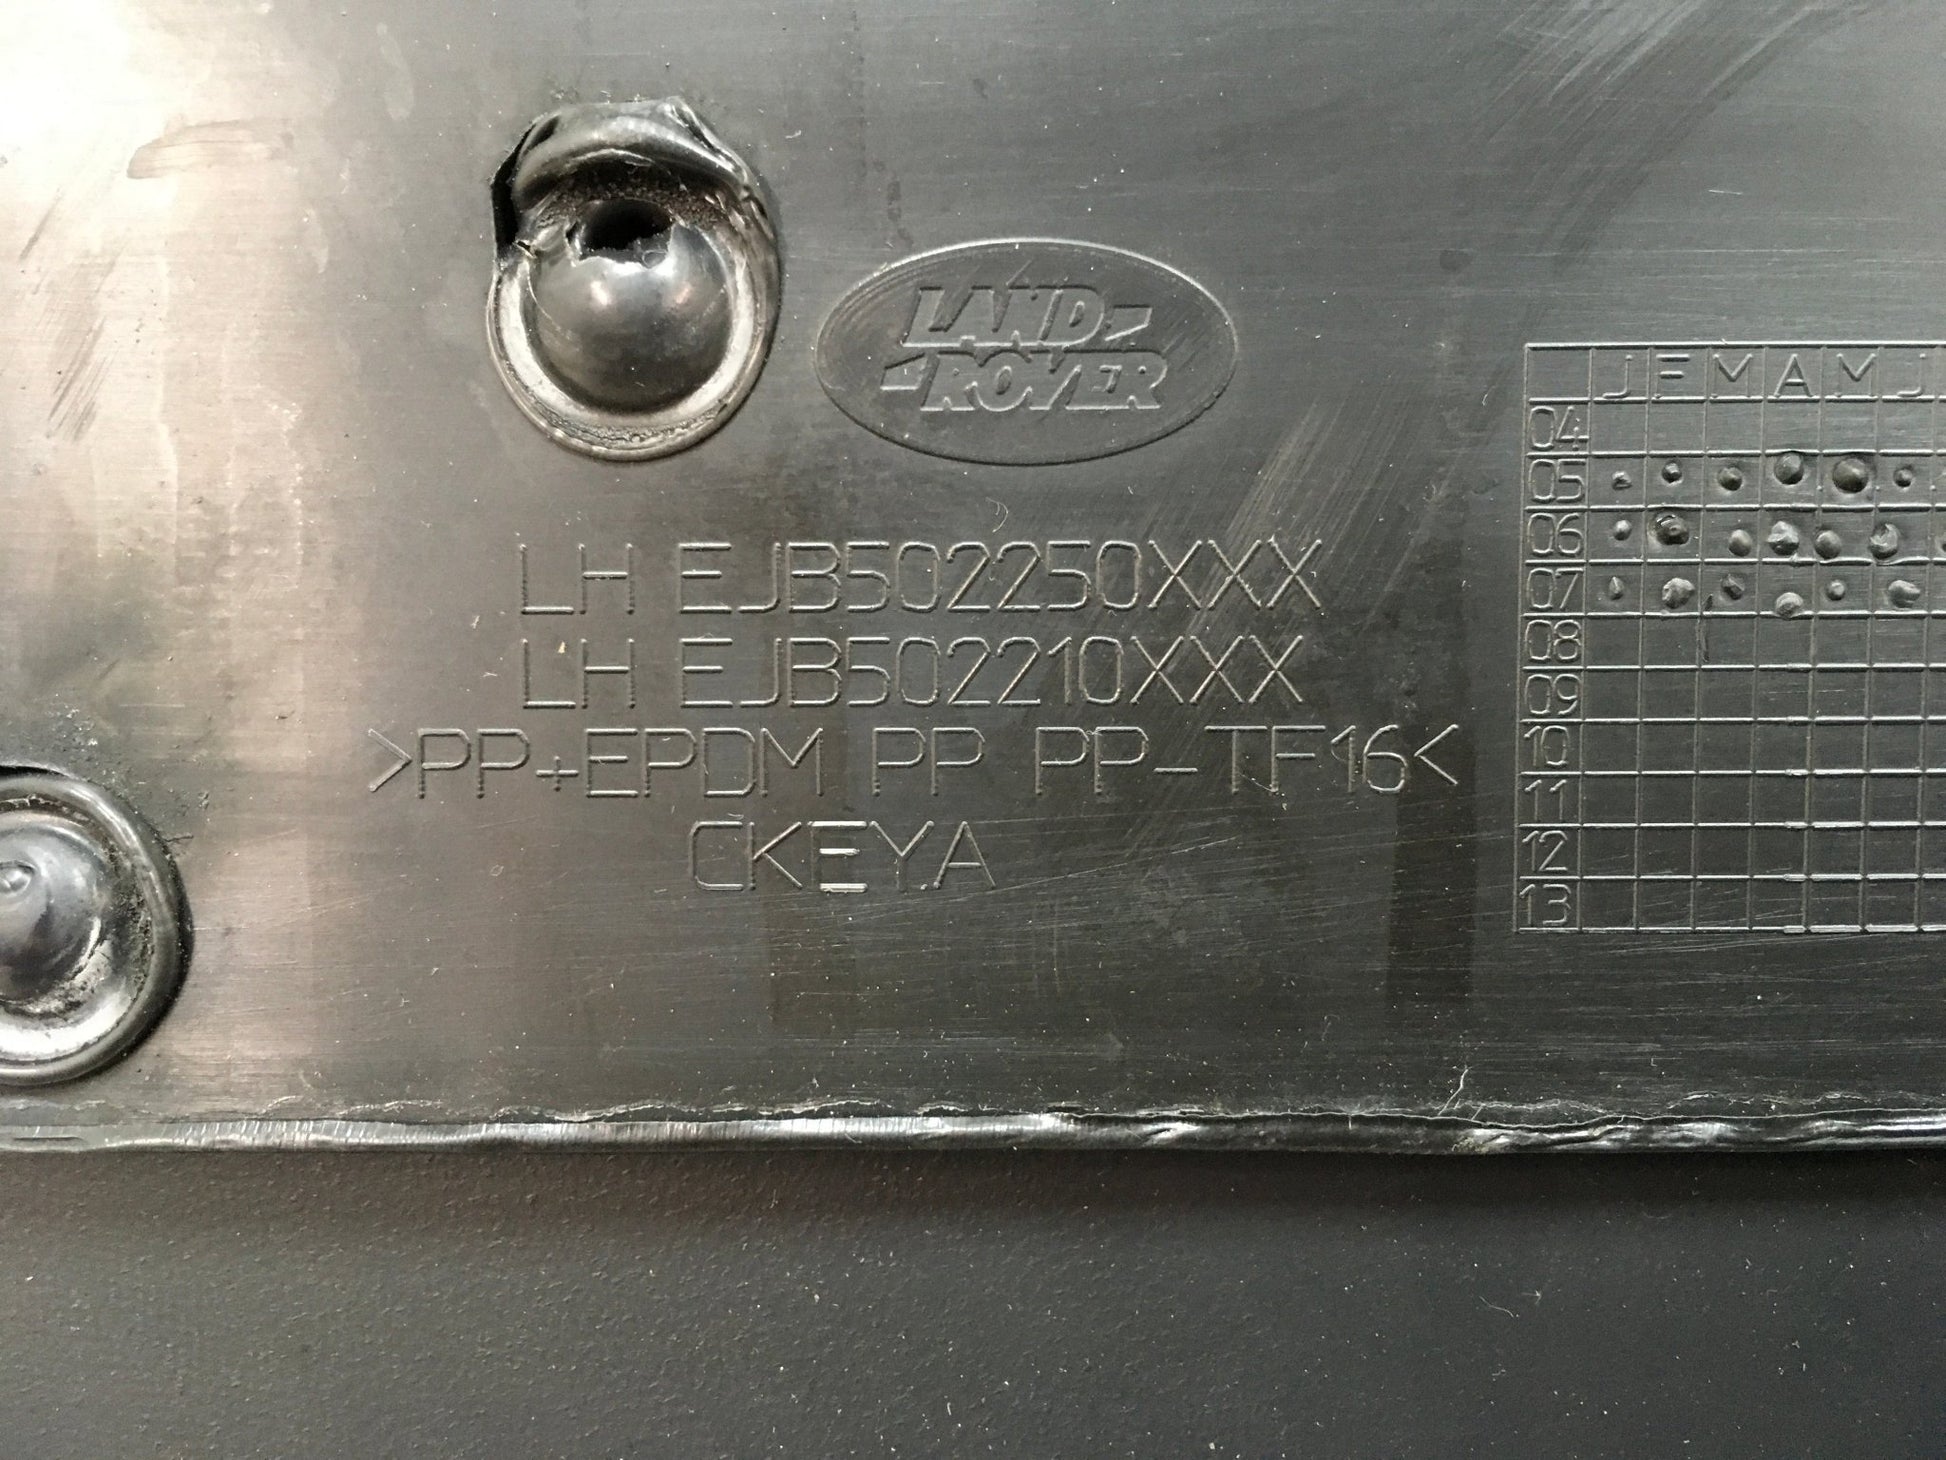 LAND-
-ROVER
LH EJB502250XXX
LH EJB502210XXX
>PP+EPDM PP PP-TF16<
CKEYA
J F M A M J
04
05
06
07
08
09
10
11
12
13